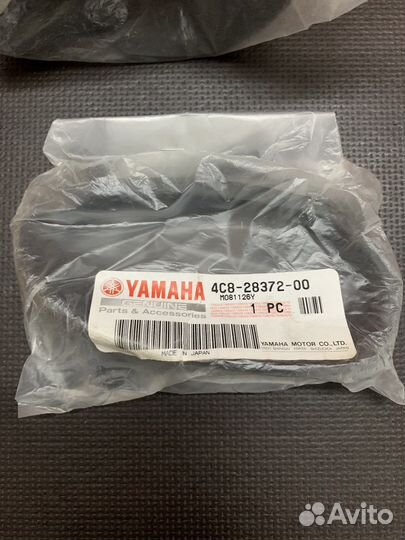 YAMAHA
GENUINE
Parts & Accessories
4C8-28372-00
M081126Y
1 PC
MADE IN JAPAN
YAMAHA MOTOR CO.,LTD.
Avito